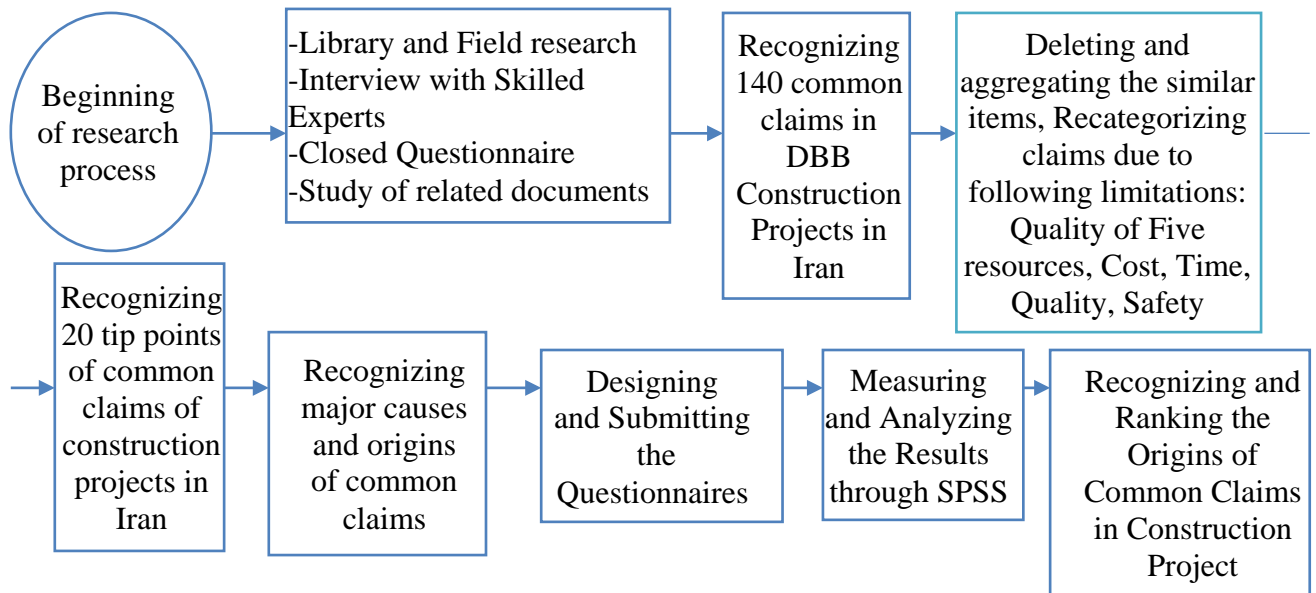 Beginning
of research
process
-Library and Field research
-Interview with Skilled
Experts
-Closed Questionnaire
-Study of related documents
Recognizing
140 common
claims in
DBB
Construction
Projects in
Iran
Deleting and
aggregating the similar
items, Recategorizing
claims due to
following limitations:
Quality of Five
resources, Cost, Time,
Quality, Safety
Recognizing
20 tip points
of common
claims of
construction
projects in
Iran
Recognizing
major causes
and origins
of common
claims
Designing
and Submitting
the
Questionnaires
Measuring
and Analyzing
the Results
through SPSS
Recognizing and
Ranking the
Origins of
Common Claims
in Construction
Project